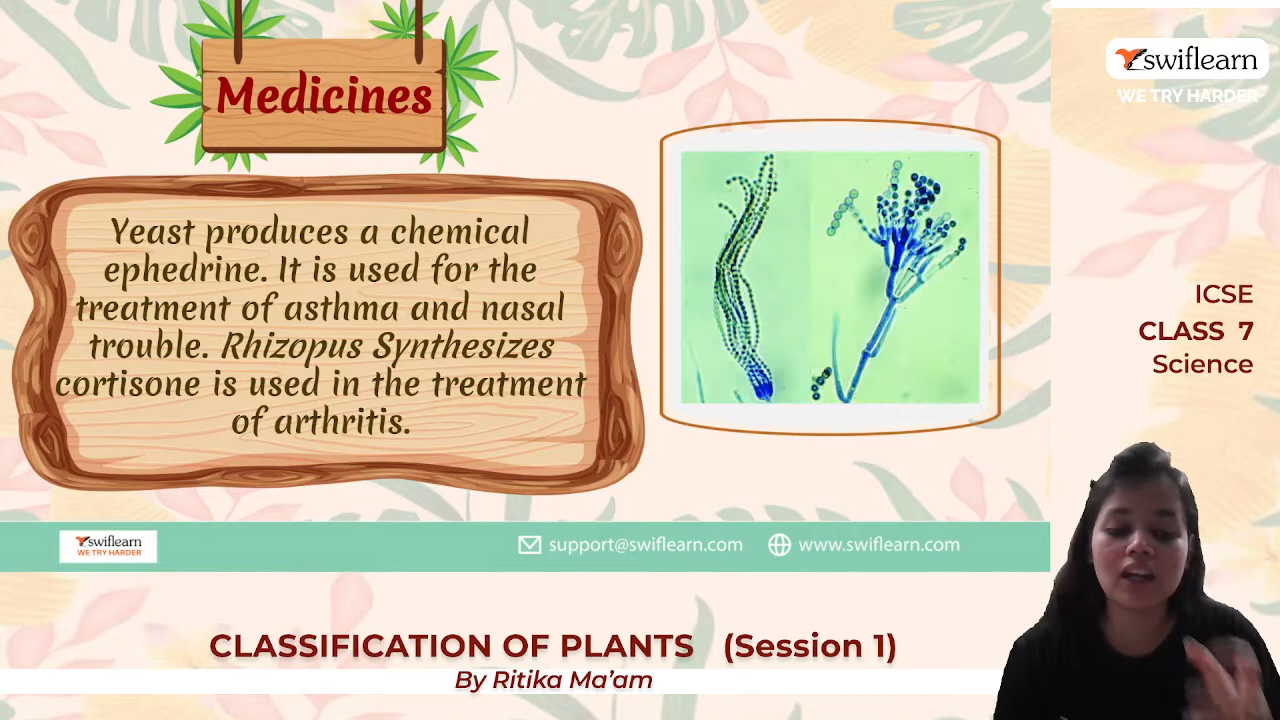 Medicines
Yeast produces a chemical
ephedrine. It is used for the
treatment of asthma and nasal
trouble. Rhizopus Synthesizes
cortisone is used in the treatment
of arthritis.
swiflearn
WE TRY HARDER
support@swiflearn.com
www.swiflearn.com
CLASSIFICATION OF PLANTS (Session 1)
By Ritika Ma'am
swiflearn
WE TRY HARDER
ICSE
CLASS 7
Science